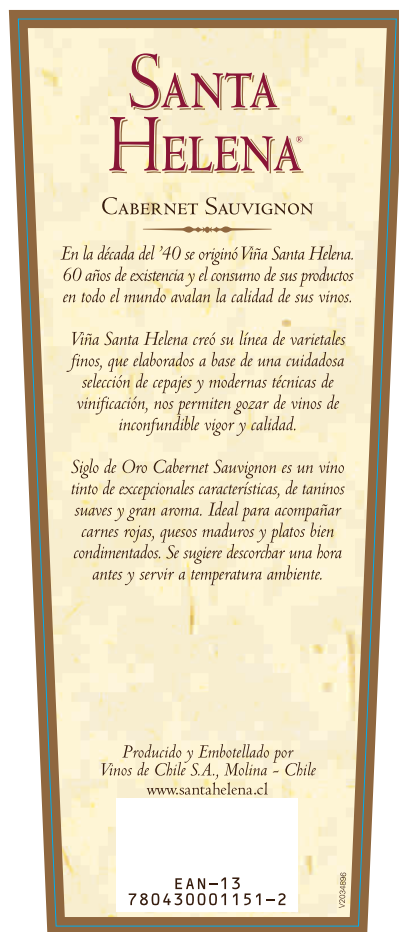 SANTA
HELENA®
CABERNET SAUVIGNON
En la década del '40 se originó Viña Santa Helena.
60 años de existencia y el consumo de sus productos
en todo el mundo avalan la calidad de sus vinos.
Viña Santa Helena creó su línea de varietales
finos, que elaborados a base de una cuidadosa
selección de cepajes y modernas técnicas de
vinificación, nos permiten gozar de vinos de
inconfundible vigor y calidad.
Siglo de Oro Cabernet Sauvignon es un vino
tinto de excepcionales características, de taninos
suaves y gran aroma. Ideal para acompañar
carnes rojas, quesos maduros y platos bien
condimentados. Se sugiere descorchar una hora
antes y servir a temperatura ambiente.
Producido y Embotellado por
Vinos de Chile S.A., Molina - Chile
www.santahelena.cl
EAN-13
780430001151-2
V2034896